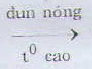 đun nóng
t⁰ cao